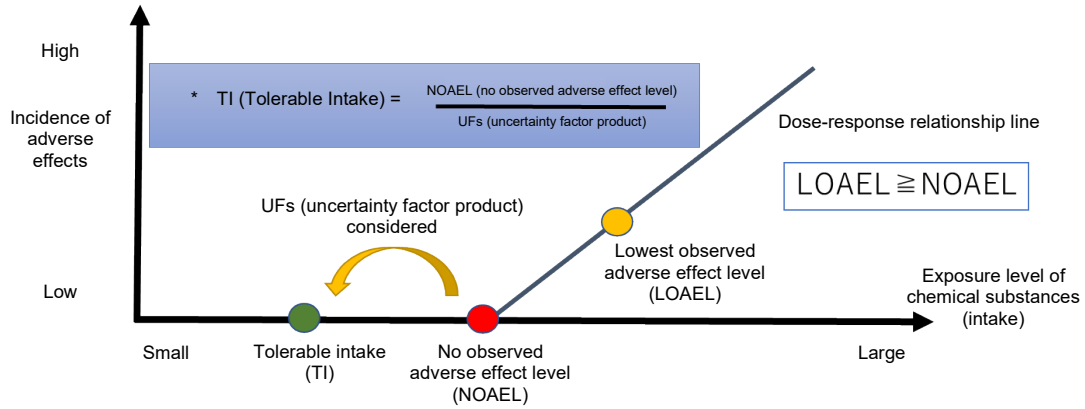 High
Incidence of
adverse
effects
Low
* TI (Tolerable Intake) =
NOAEL (no observed adverse effect level)
UFs (uncertainty factor product)
Dose-response relationship line
LOAEL≧NOAEL
UFs (uncertainty factor product)
considered
Lowest observed
adverse effect level
(LOAEL)
Exposure level of
chemical substances
(intake)
Small
Tolerable intake
(TI)
No observed
adverse effect level
(NOAEL)
Large